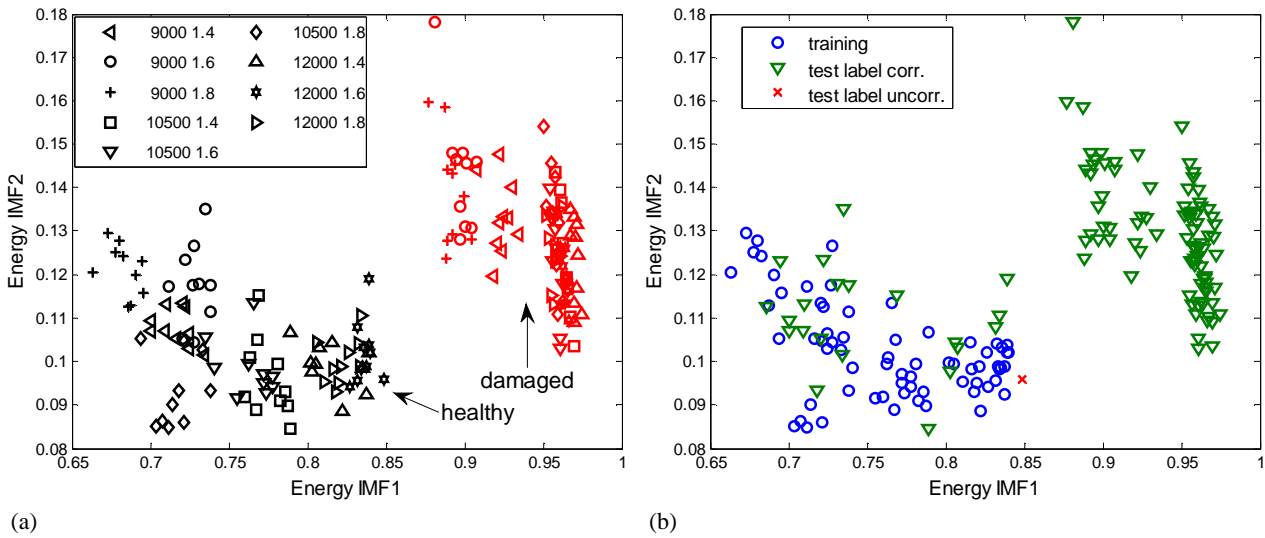 0.18
0.17
0.16
0.15
0.14
0.13
0.12
0.11
0.1
0.09
0.08
Energy IMF2
9000 1.4
9000 1.6
9000 1.8
10500 1.4
10500 1.6
10500 1.8
12000 1.4
12000 1.6
12000 1.8
damaged
healthy
0.65 0.7 0.75 0.8 0.85 0.9 0.95 1
Energy IMF1
(a)
0.18
0.17
0.16
0.15
0.14
0.13
0.12
0.11
0.1
0.09
0.08
Energy IMF2
training
test label corr.
test label uncorr.
0.65 0.7 0.75 0.8 0.85 0.9 0.95 1
Energy IMF1
(b)